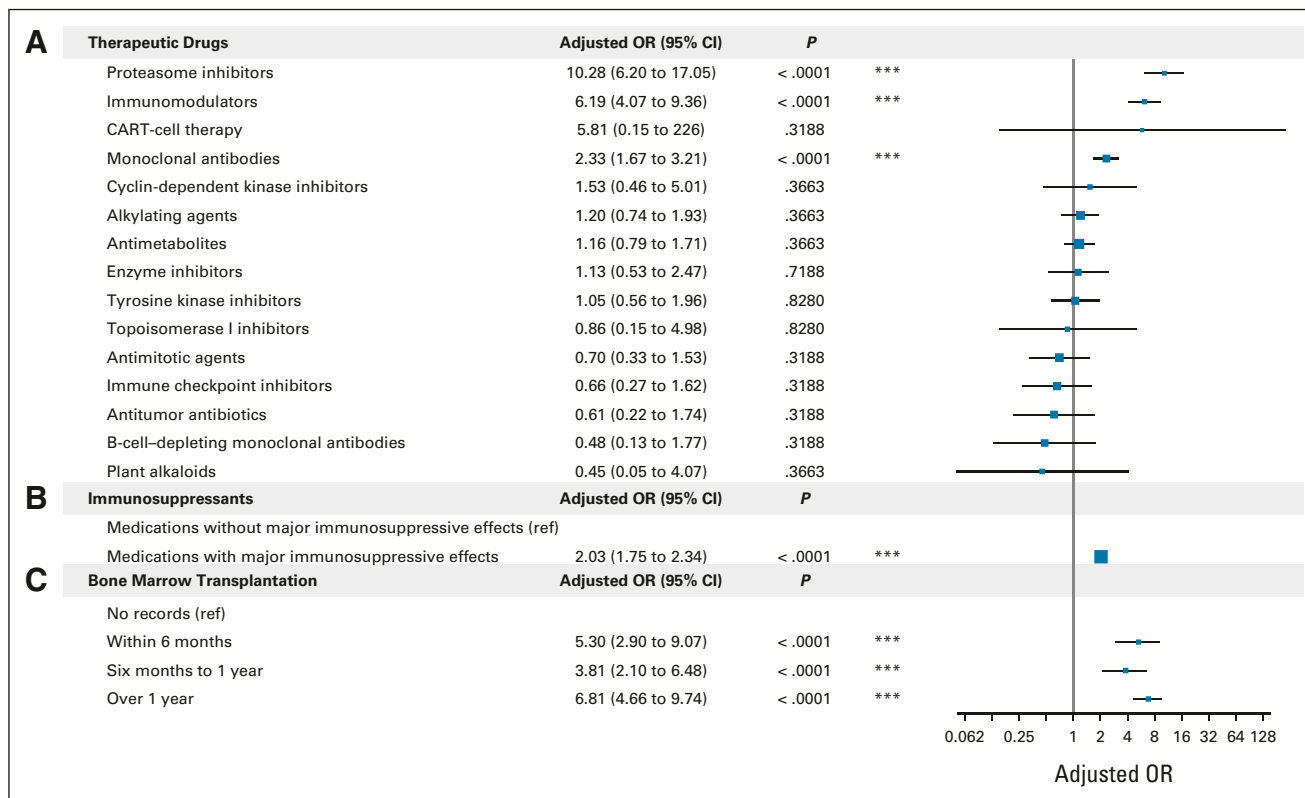 A Therapeutic Drugs Adjusted OR (95% CI) P
Proteasome inhibitors 10.28 (6.20 to 17.05) < .0001 ***
Immunomodulators 6.19 (4.07 to 9.36) < .0001 ***
CART-cell therapy 5.81 (0.15 to 226) .3188
Monoclonal antibodies 2.33 (1.67 to 3.21) < .0001 ***
Cyclin-dependent kinase inhibitors 1.53 (0.46 to 5.01) .3663
Alkylating agents 1.20 (0.74 to 1.93) .3663
Antimetabolites 1.16 (0.79 to 1.71) .3663
Enzyme inhibitors 1.13 (0.53 to 2.47) .7188
Tyrosine kinase inhibitors 1.05 (0.56 to 1.96) .8280
Topoisomerase I inhibitors 0.86 (0.15 to 4.98) .8280
Antimitotic agents 0.70 (0.33 to 1.53) .3188
Immune checkpoint inhibitors 0.66 (0.27 to 1.62) .3188
Antitumor antibiotics 0.61 (0.22 to 1.74) .3188
B-cell–depleting monoclonal antibodies 0.48 (0.13 to 1.77) .3188
Plant alkaloids 0.45 (0.05 to 4.07) .3663
B Immunosuppressants Adjusted OR (95% CI) P
Medications without major immunosuppressive effects (ref)
Medications with major immunosuppressive effects 2.03 (1.75 to 2.34) < .0001 ***
C Bone Marrow Transplantation Adjusted OR (95% CI) P
No records (ref)
Within 6 months 5.30 (2.90 to 9.07) < .0001 ***
Six months to 1 year 3.81 (2.10 to 6.48) < .0001 ***
Over 1 year 6.81 (4.66 to 9.74) < .0001 ***
0.062 0.25 1 2 4 8 16 32 64 128
Adjusted OR